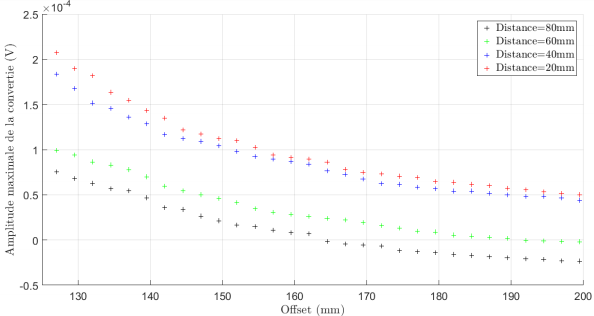 ×10⁻⁴
2.5
2
1.5
1
0.5
0
-0.5
Amplitude maximale de la convertie (V)
130
140
150
160
170
180
190
200
Offset (mm)
Distance=80mm
Distance=60mm
Distance=40mm
Distance=20mm